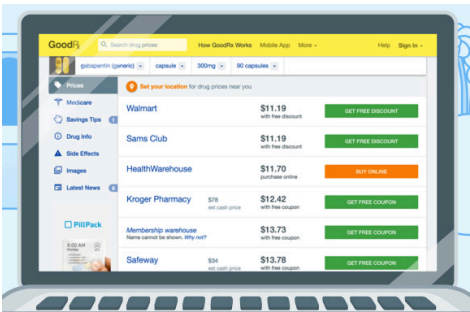 GoodRx
Search drug prices
How GoodRx Works Mobile App More
Help Sign In
gabapentin (generic) capsule 300mg 90 capsules
Prices
Set your location for drug prices near you
Medicare
Savings Tips
Drug Info
Side Effects
Images
Latest News
Walmart $11.19 GET FREE DISCOUNT
with free discount
Sams Club $11.19 GET FREE DISCOUNT
with free discount
HealthWarehouse $11.70 BUY ONLINE
purchase online
Kroger Pharmacy $78 $12.42 GET FREE COUPON
est cash price with free coupon
Membership warehouse $13.73 GET FREE COUPON
Name cannot be shown. Why not? with free coupon
Safeway $34 $13.78 GET FREE COUPON
est cash price with free coupon
PillPack
8:00 AM